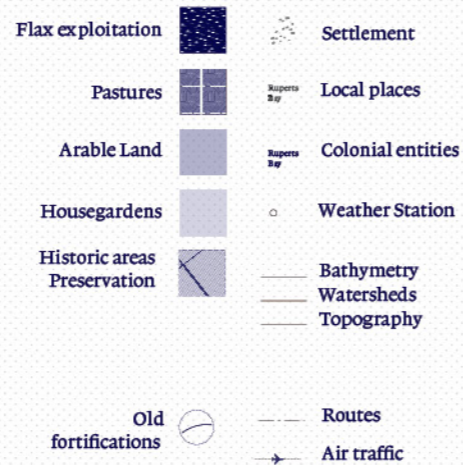 Flax exploitation
Pastures
Arable Land
Housegardens
Historic areas
Preservation
Old
fortifications
Settlement
Ruperts
Bay
Local places
Ruperts
Bay
Colonial entities
Weather Station
Bathymetry
Watersheds
Topography
Routes
Air traffic